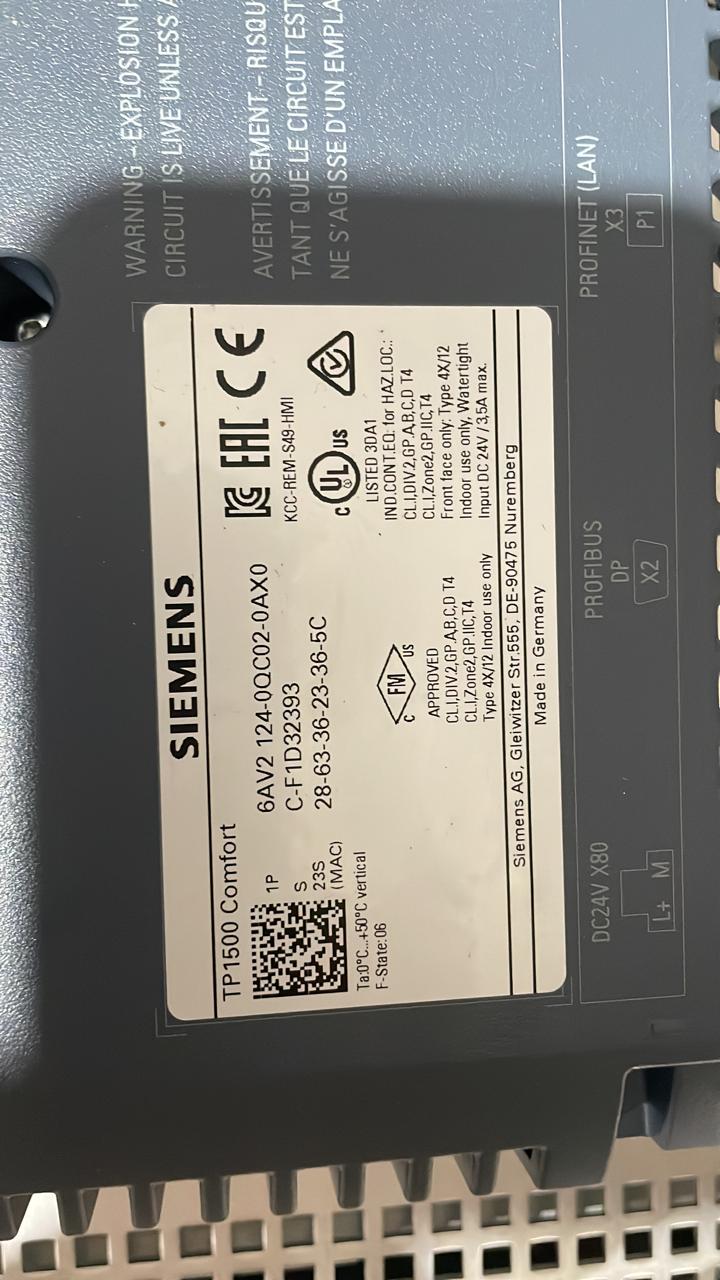 WARNING – EXPLOSION
CIRCUIT IS LIVE UNLESS
AVERTISSEMENT – RISQU
TANT QUE LE CIRCUIT EST
NE S'AGISSE D'UN EMPLA
SIEMENS
TP1500 Comfort
1P 6AV2 124-0QC02-0AX0
S C-F1D32393
23S 28-63-36-23-36-5C
(MAC)
Ta:0°C...+50°C vertical
F-State: 06
C FM US
APPROVED
CL.I,DIV.2,GP.A,B,C,D T4
CL.I,Zone2,GP.IIC,T4
Type 4X/12 Indoor use only
EAC CE
KCC-REM-S49-HMI
C UL US
LISTED 3DA1
IND.CONT.EQ: for HAZ.LOC.:
CL.I,DIV.2,GP.A,B,C,D T4
CL.I,Zone2,GP.IIC,T4
Front face only: Type 4X/12
Indoor use only, Watertight
Input DC 24V / 3,5A max.
Siemens AG, Gleiwitzer Str.555, DE-90475 Nuremberg
Made in Germany
DC24V X80
L+ M
PROFIBUS
DP
X2
PROFINET (LAN)
X3
P1